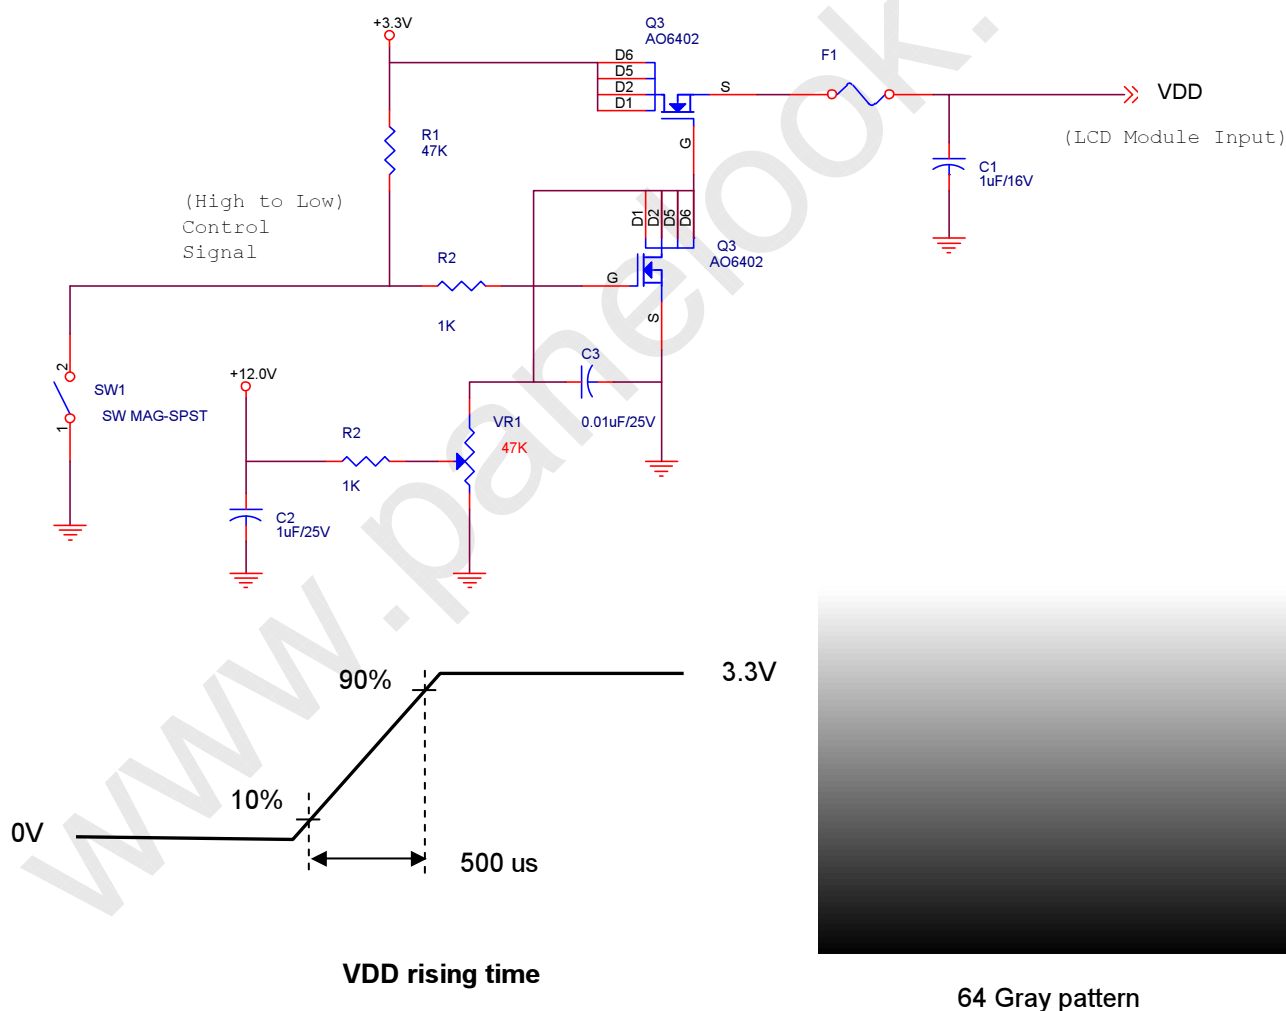 +3.3V
Q3
AO6402
D6
D5
D2
D1
S
G
F1
VDD
(LCD Module Input)
C1
1uF/16V
R1
47K
(High to Low)
Control
Signal
D1
D2
D5
D6
Q3
AO6402
R2
1K
G
S
2
1
SW1
SW MAG-SPST
+12.0V
C3
0.01uF/25V
VR1
47K
R2
1K
C2
1uF/25V
90%
3.3V
10%
0V
500 us
VDD rising time
64 Gray pattern
www.panelook.